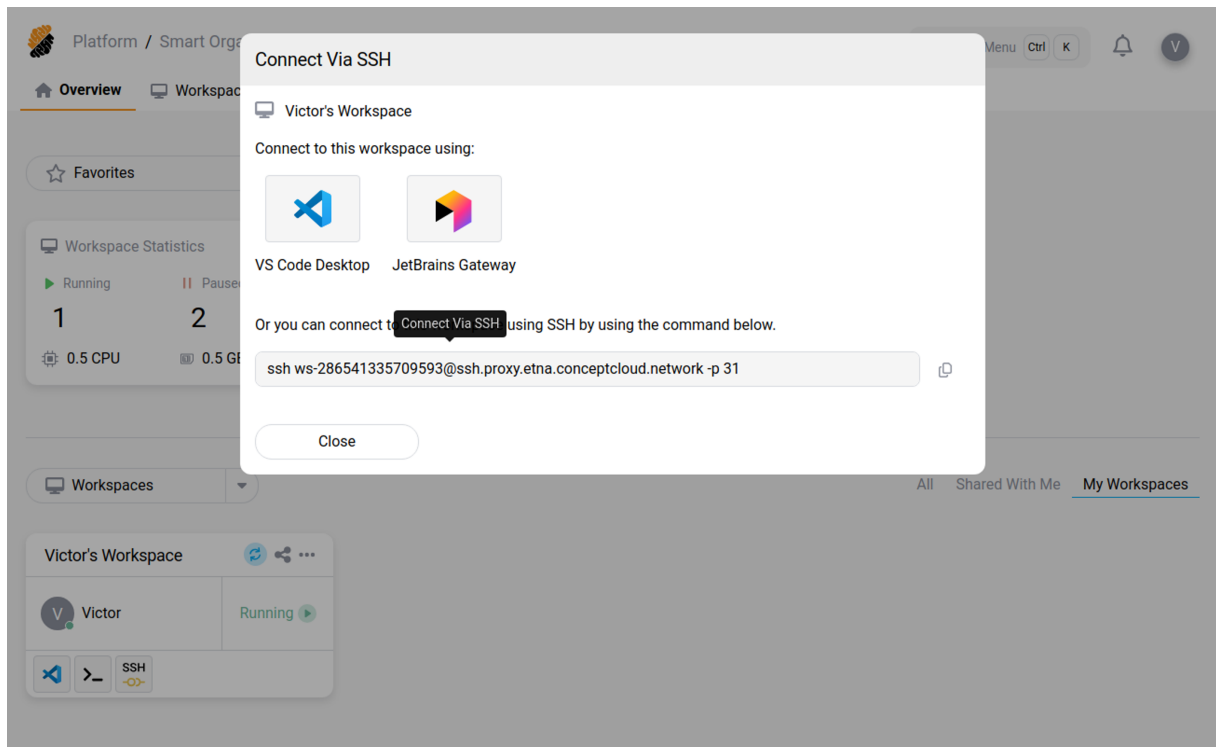 Platform / Smart Orga
Menu Ctrl K
V
Overview
Workspac
Connect Via SSH
Victor's Workspace
Connect to this workspace using:
Favorites
VS Code Desktop
JetBrains Gateway
Workspace Statistics
Running
Paused
1
2
0.5 CPU
0.5 GB
Or you can connect to
Connect Via SSH
using SSH by using the command below.
ssh ws-286541335709593@ssh.proxy.etna.conceptcloud.network -p 31
Close
Workspaces
All
Shared With Me
My Workspaces
Victor's Workspace
V
Victor
Running
SSH